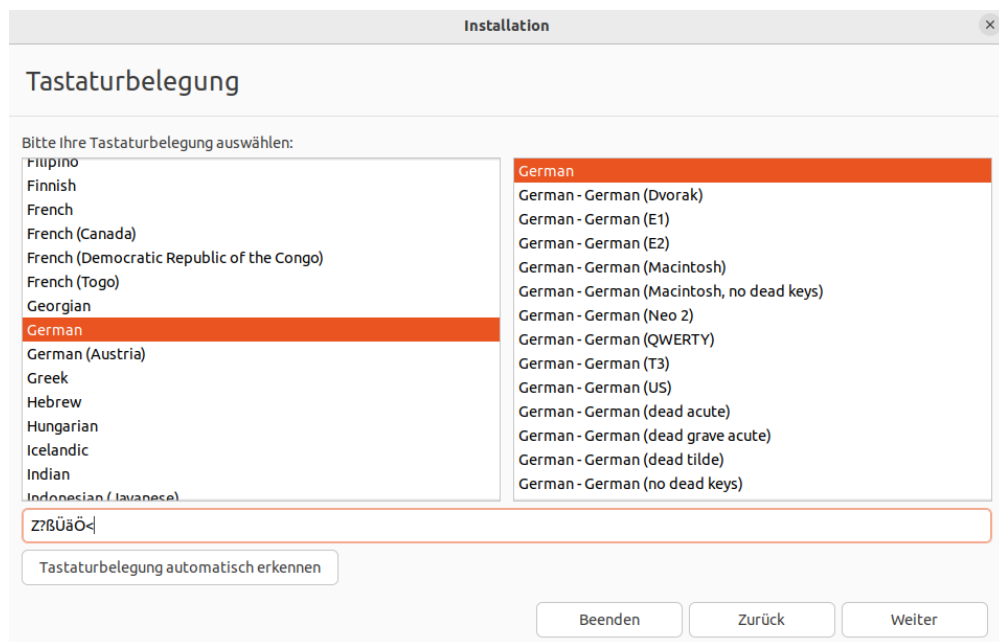 Installation
Tastaturbelegung
Bitte Ihre Tastaturbelegung auswählen:
Filipino
Finnish
French
French (Canada)
French (Democratic Republic of the Congo)
French (Togo)
Georgian
German
German (Austria)
Greek
Hebrew
Hungarian
Icelandic
Indian
Indonesian (Javanese)
German
German - German (Dvorak)
German - German (E1)
German - German (E2)
German - German (Macintosh)
German - German (Macintosh, no dead keys)
German - German (Neo 2)
German - German (QWERTY)
German - German (T3)
German - German (US)
German - German (dead acute)
German - German (dead grave acute)
German - German (dead tilde)
German - German (no dead keys)
Z?ßÜäÖ<
Tastaturbelegung automatisch erkennen
Beenden
Zurück
Weiter